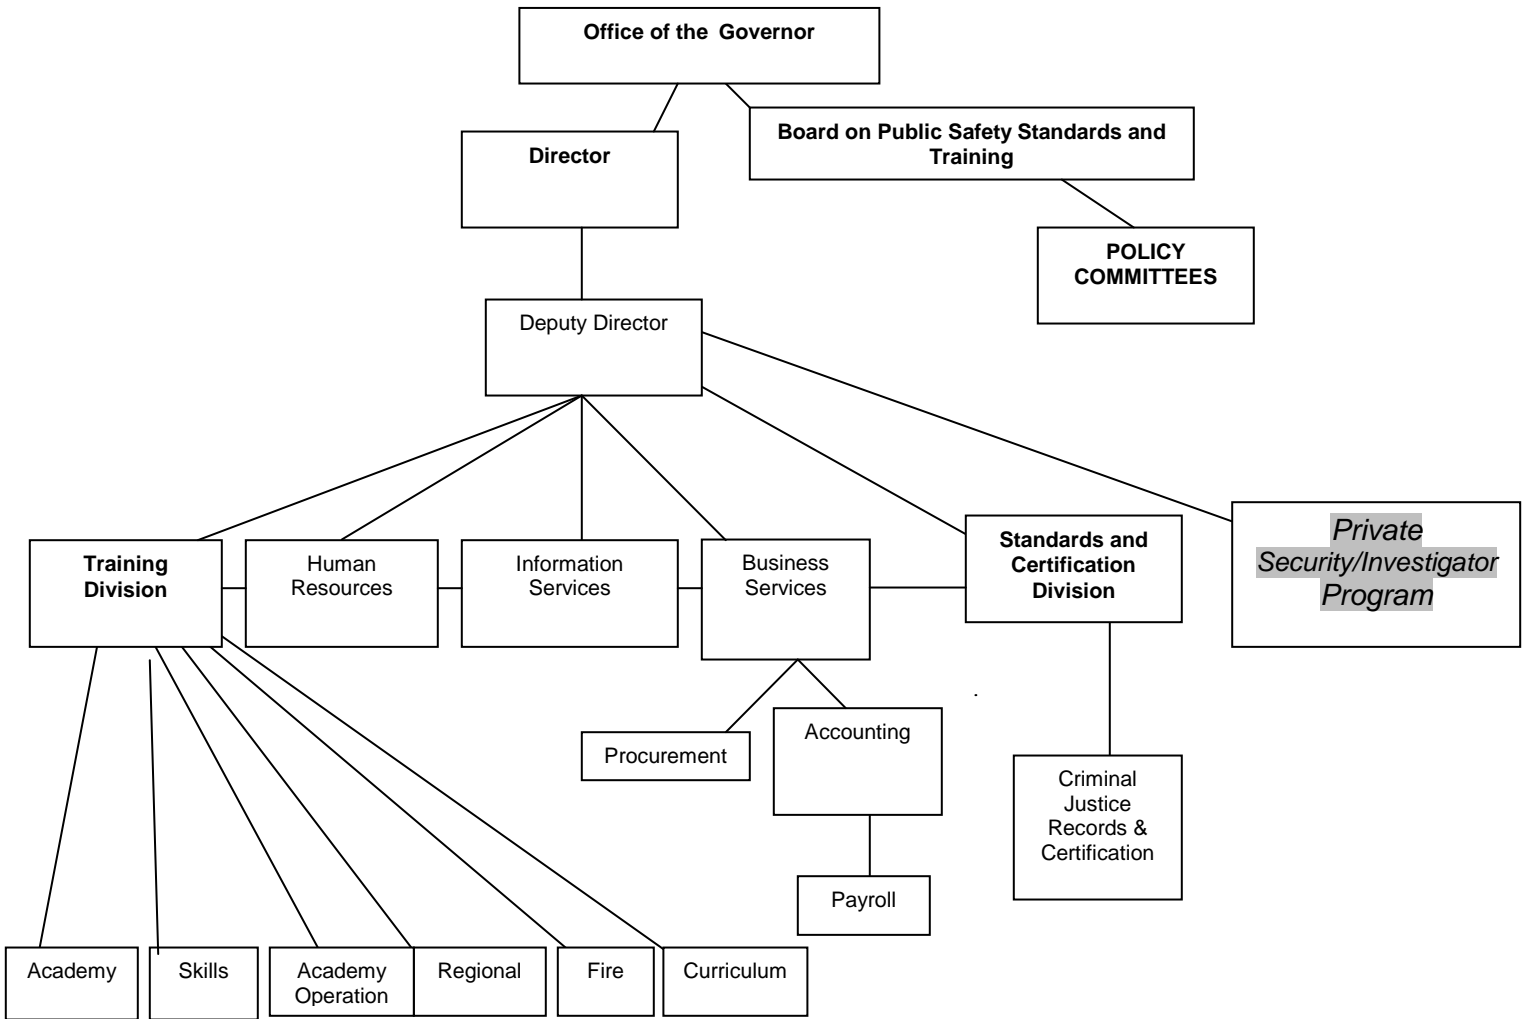 Office of the Governor
Director
Board on Public Safety Standards and
Training
POLICY
COMMITTEES
Deputy Director
Training
Division
Human
Resources
Information
Services
Business
Services
Standards and
Certification
Division
Private
Security/Investigator
Program
Procurement
Accounting
Criminal
Justice
Records &
Certification
Payroll
Academy
Skills
Academy
Operation
Regional
Fire
Curriculum